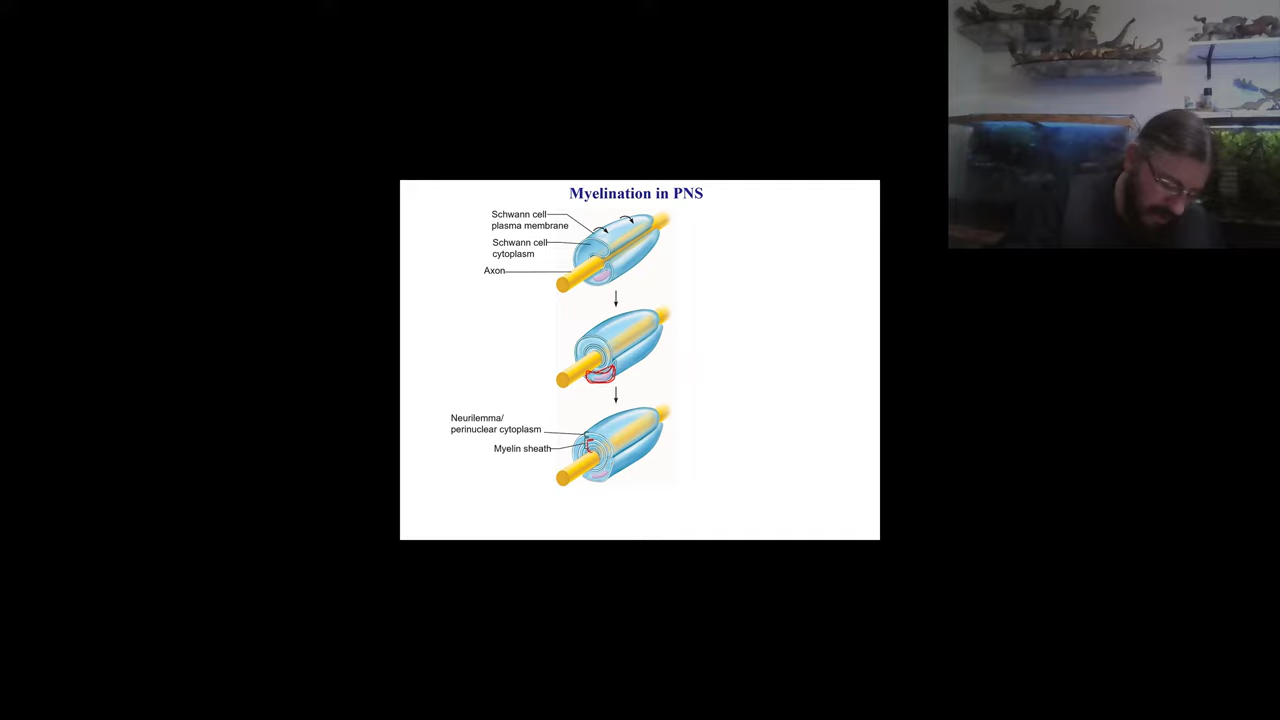 Myelination in PNS
Schwann cell
plasma membrane
Schwann cell
cytoplasm
Axon
Neurilemma/
perinuclear cytoplasm
Myelin sheath